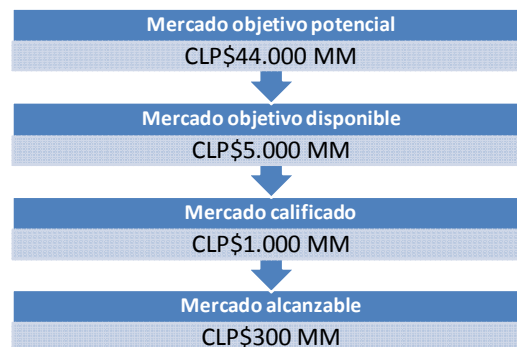 Mercado objetivo potencial
CLP$44.000 MM
Mercado objetivo disponible
CLP$5.000 MM
Mercado calificado
CLP$1.000 MM
Mercado alcanzable
CLP$300 MM